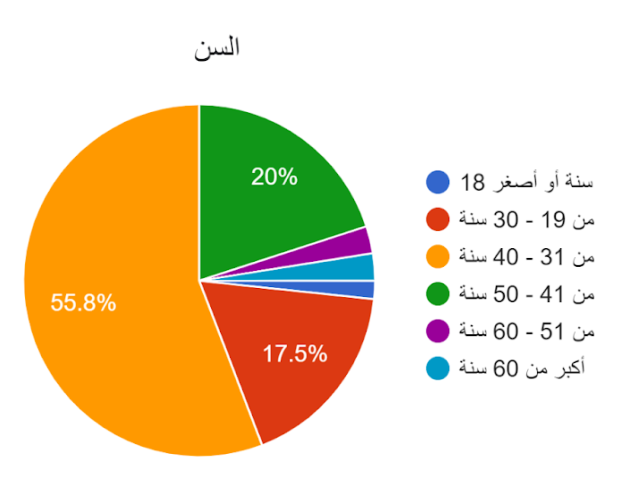 السن
20%
55.8%
17.5%
18 سنة أو أصغر
من 19 - 30 سنة
من 31 - 40 سنة
من 41 - 50 سنة
من 51 - 60 سنة
أكبر من 60 سنة